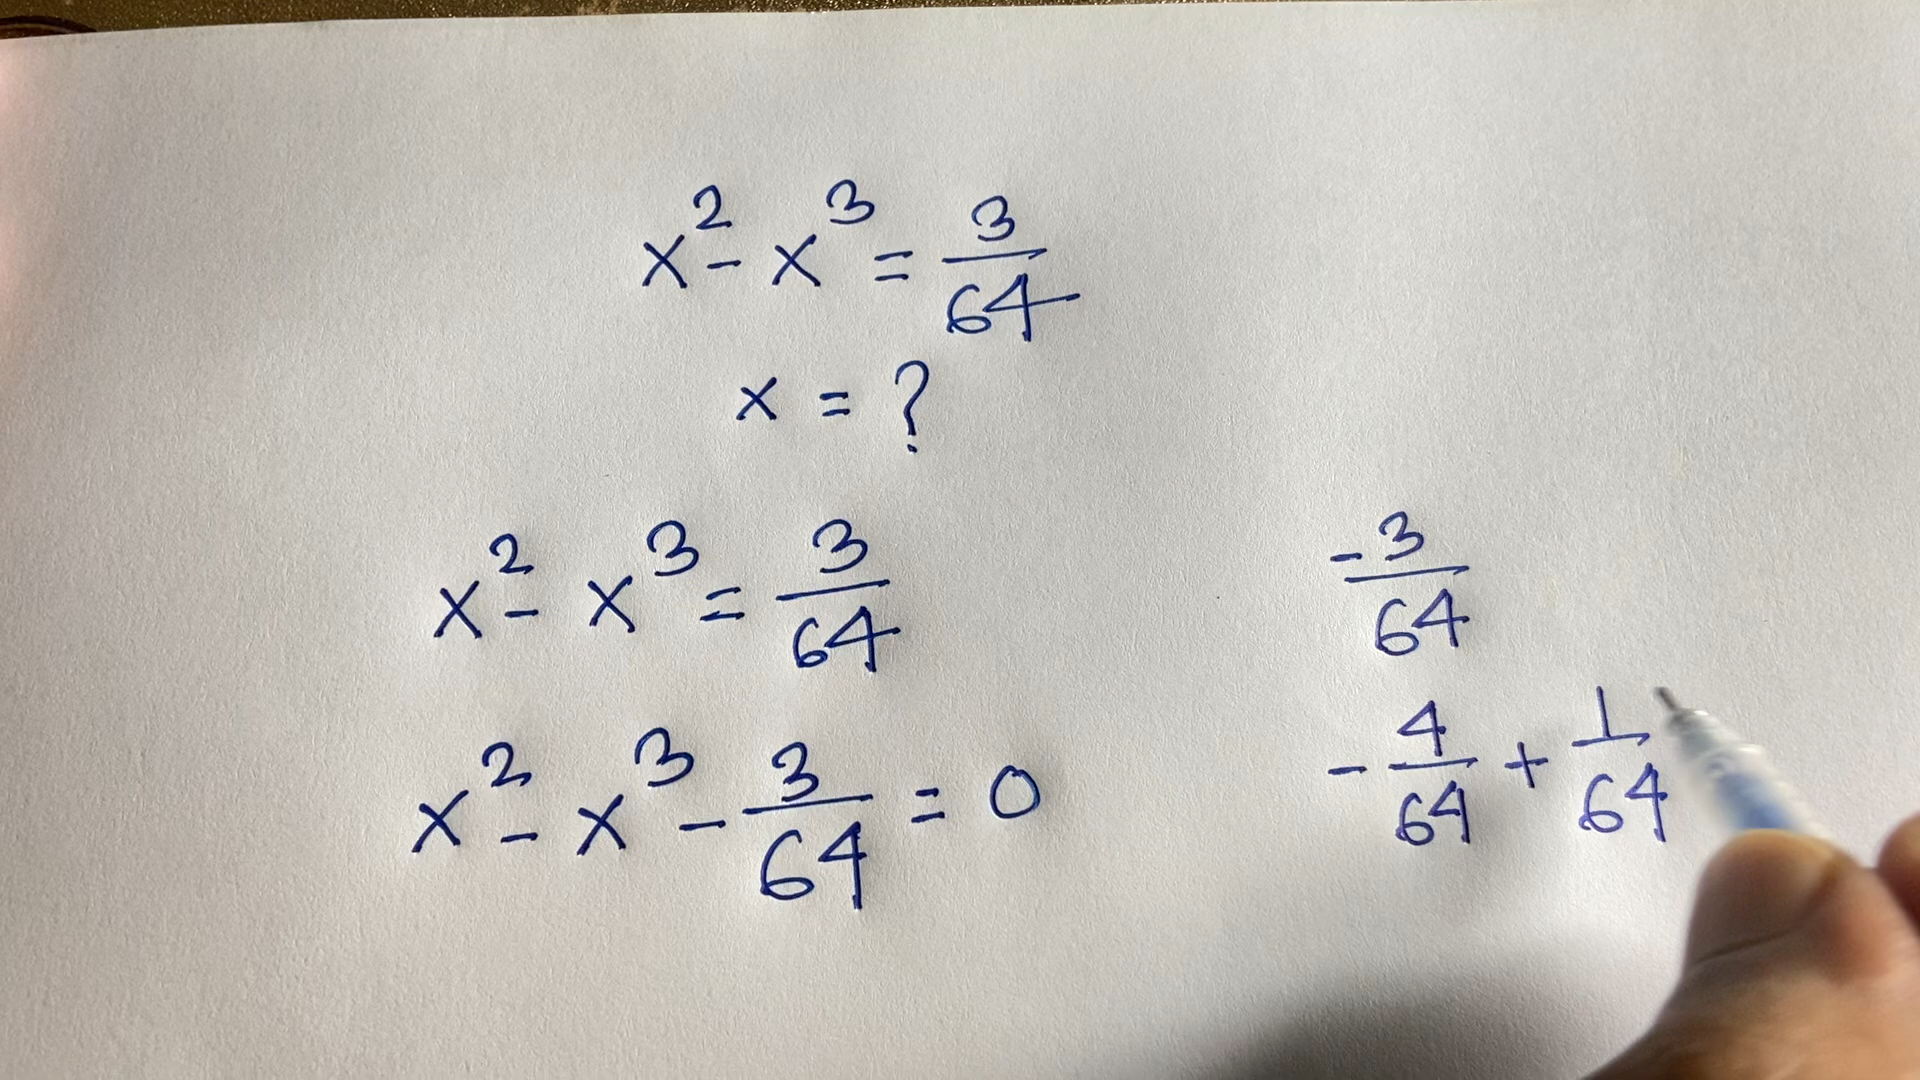 x² - x³ = 3/64
x = ?
x² - x³ = 3/64
x² - x³ - 3/64 = 0
-3/64
- 4/64 + 1/64